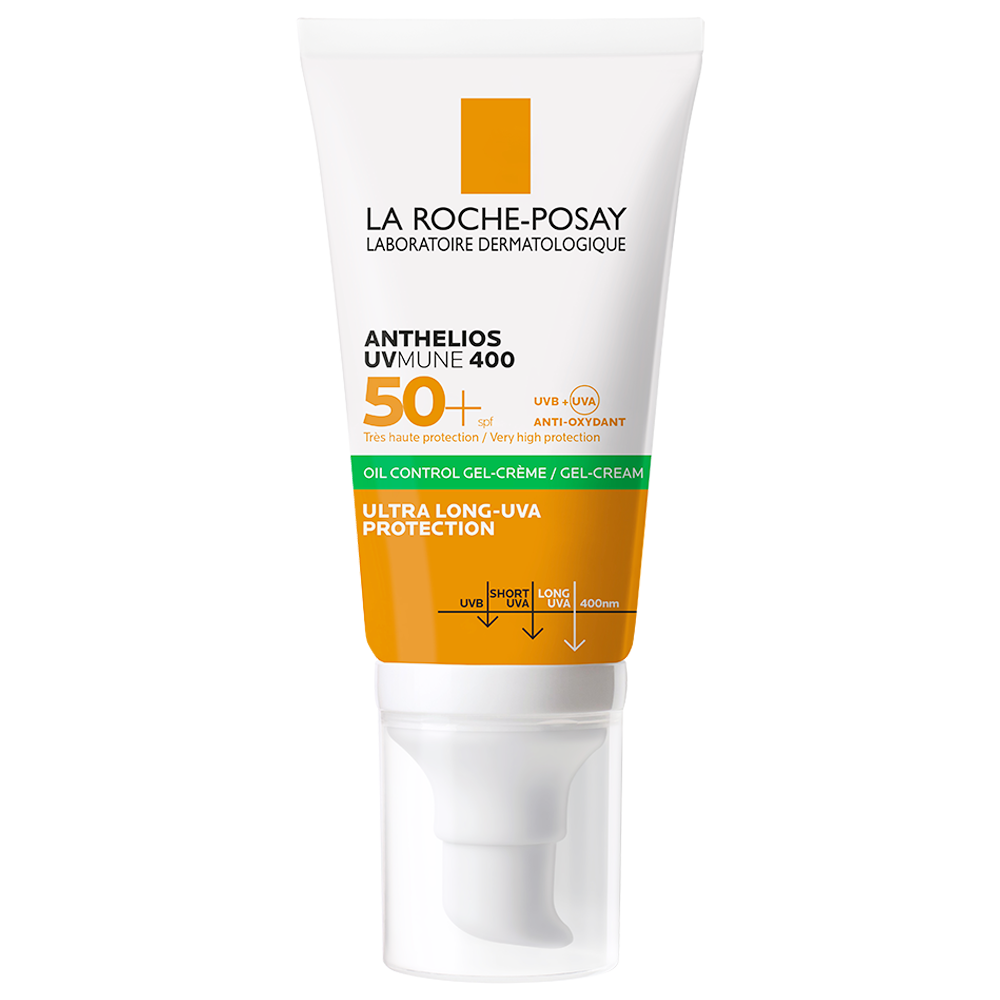 LA ROCHE-POSAY
LABORATOIRE DERMATOLOGIQUE
ANTHELIOS
UVMUNE 400
50+ spf
UVB + UVA
ANTI-OXYDANT
Très haute protection / Very high protection
OIL CONTROL GEL-CRÈME / GEL-CREAM
ULTRA LONG-UVA
PROTECTION
UVB
SHORT
UVA
LONG
UVA
400nm